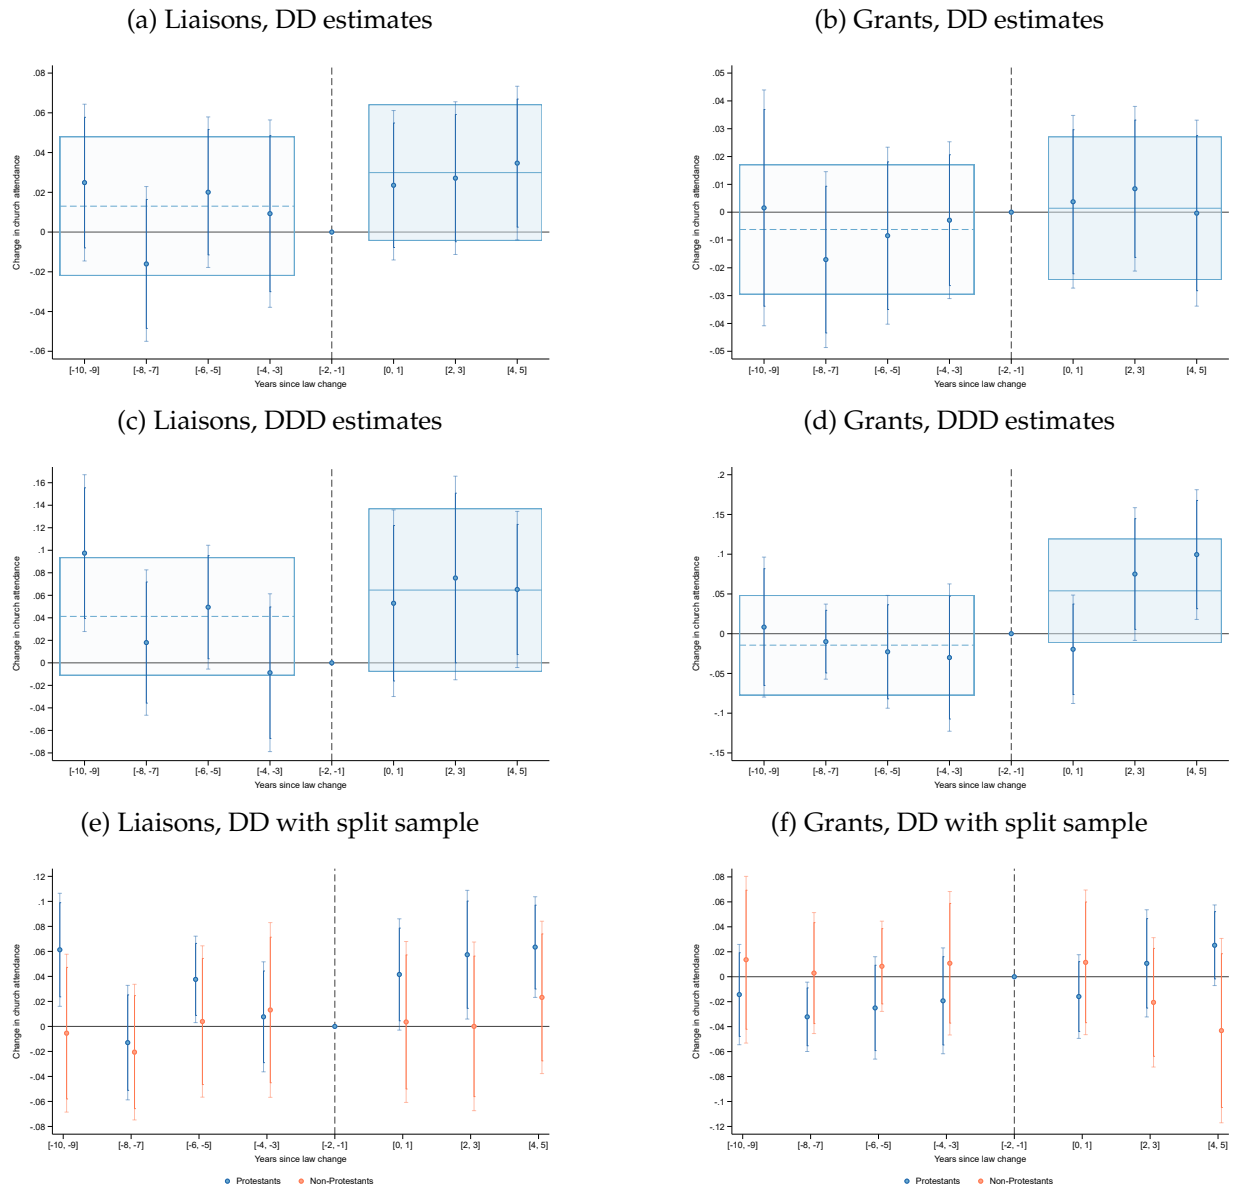 (a) Liaisons, DD estimates
Change in church attendance
.08
.06
.04
.02
0
-.02
-.04
-.06
[-10, -9] [-8, -7] [-6, -5] [-4, -3] [-2, -1] [0, 1] [2, 3] [4, 5]
Years since law change
(b) Grants, DD estimates
Change in church attendance
.05
.04
.03
.02
.01
0
-.01
-.02
-.03
-.04
-.05
[-10, -9] [-8, -7] [-6, -5] [-4, -3] [-2, -1] [0, 1] [2, 3] [4, 5]
Years since law change
(c) Liaisons, DDD estimates
Change in church attendance
.16
.14
.12
.1
.08
.06
.04
.02
0
-.02
-.04
-.06
-.08
[-10, -9] [-8, -7] [-6, -5] [-4, -3] [-2, -1] [0, 1] [2, 3] [4, 5]
Years since law change
(d) Grants, DDD estimates
Change in church attendance
.2
.15
.1
.05
0
-.05
-.1
-.15
[-10, -9] [-8, -7] [-6, -5] [-4, -3] [-2, -1] [0, 1] [2, 3] [4, 5]
Years since law change
(e) Liaisons, DD with split sample
Change in church attendance
.12
.1
.08
.06
.04
.02
0
-.02
-.04
-.06
-.08
[-10, -9] [-8, -7] [-6, -5] [-4, -3] [-2, -1] [0, 1] [2, 3] [4, 5]
Years since law change
Protestants Non-Protestants
(f) Grants, DD with split sample
Change in church attendance
.08
.06
.04
.02
0
-.02
-.04
-.06
-.08
-.1
-.12
[-10, -9] [-8, -7] [-6, -5] [-4, -3] [-2, -1] [0, 1] [2, 3] [4, 5]
Years since law change
Protestants Non-Protestants